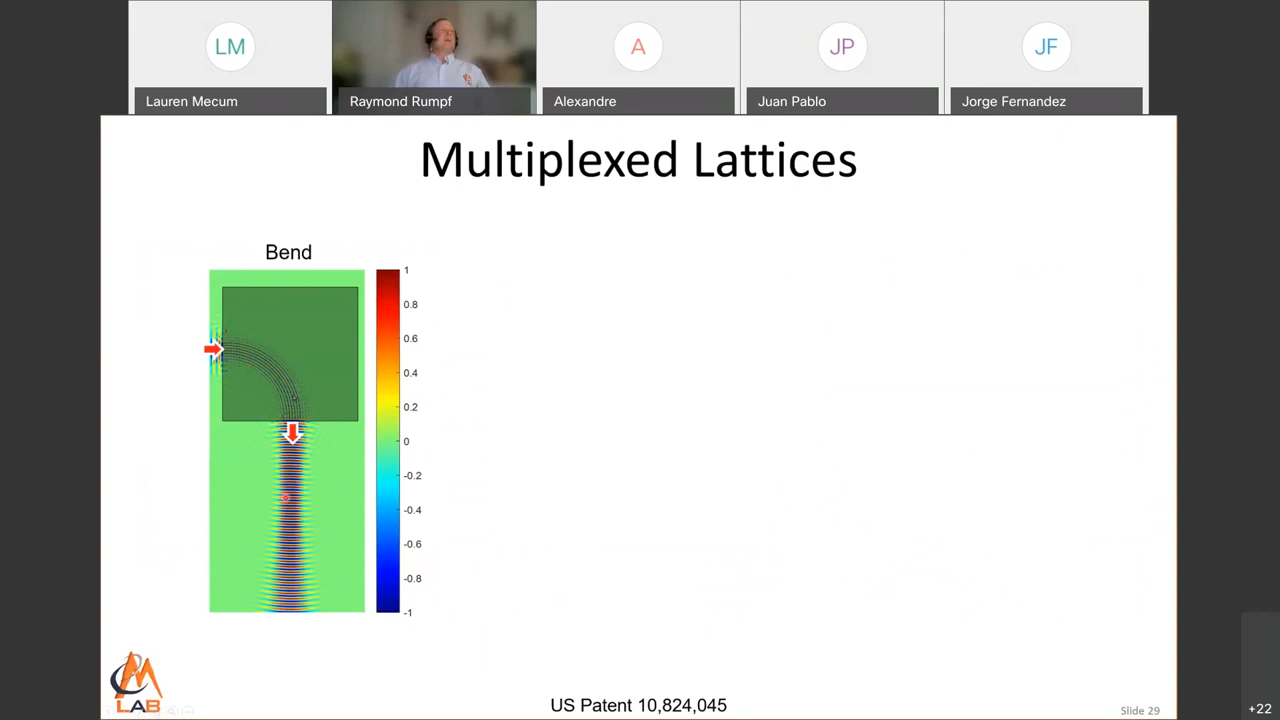 LM
A
JP
JF
Lauren Mecum
Raymond Rumpf
Alexandre
Juan Pablo
Jorge Fernandez
Multiplexed Lattices
Bend
1
0.8
0.6
0.4
0.2
0
-0.2
-0.4
-0.6
-0.8
-1
EM
LAB
US Patent 10,824,045
Slide 29
+22